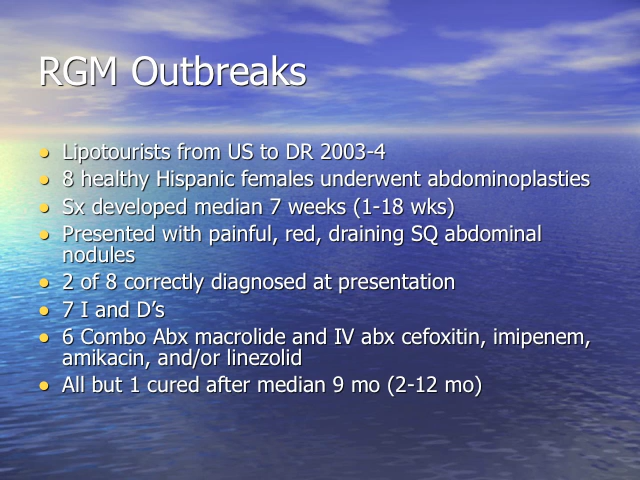 RGM Outbreaks
• Lipotourists from US to DR 2003-4
• 8 healthy Hispanic females underwent abdominoplasties
• Sx developed median 7 weeks (1-18 wks)
• Presented with painful, red, draining SQ abdominal
nodules
• 2 of 8 correctly diagnosed at presentation
• 7 I and D’s
• 6 Combo Abx macrolide and IV abx cefoxitin, imipenem,
amikacin, and/or linezolid
• All but 1 cured after median 9 mo (2-12 mo)